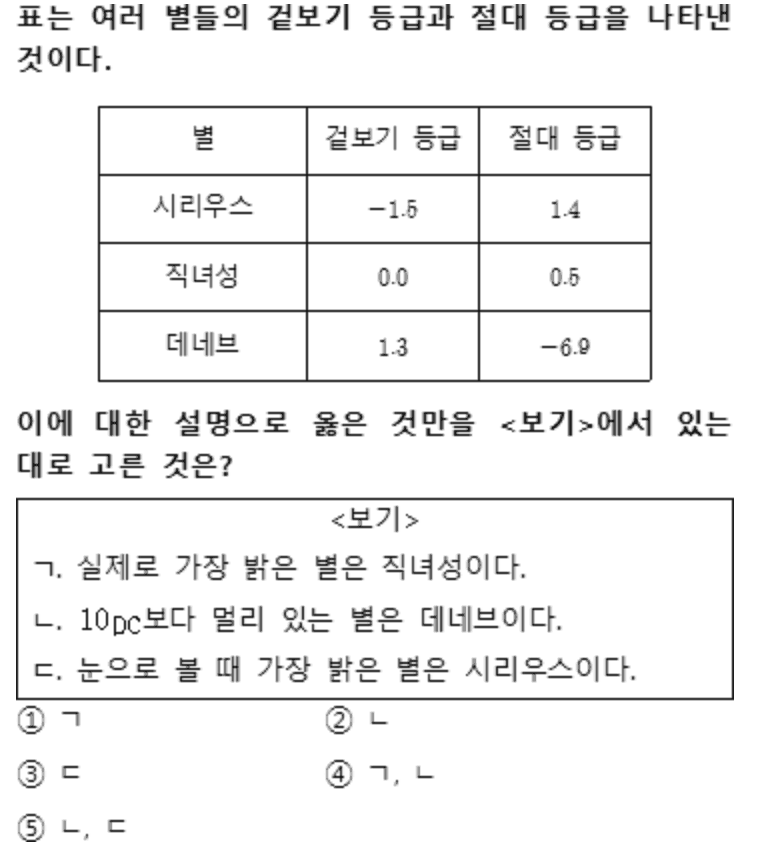 표는 여러 별들의 겉보기 등급과 절대 등급을 나타낸
것이다.
별 겉보기 등급 절대 등급
시리우스 −1.5 1.4
직녀성 0.0 0.5
데네브 1.3 −6.9
이에 대한 설명으로 옳은 것만을 <보기>에서 있는
대로 고른 것은?
<보기>
ㄱ. 실제로 가장 밝은 별은 직녀성이다.
ㄴ. 10pc보다 멀리 있는 별은 데네브이다.
ㄷ. 눈으로 볼 때 가장 밝은 별은 시리우스이다.
① ㄱ ② ㄴ
③ ㄷ ④ ㄱ, ㄴ
⑤ ㄴ, ㄷ